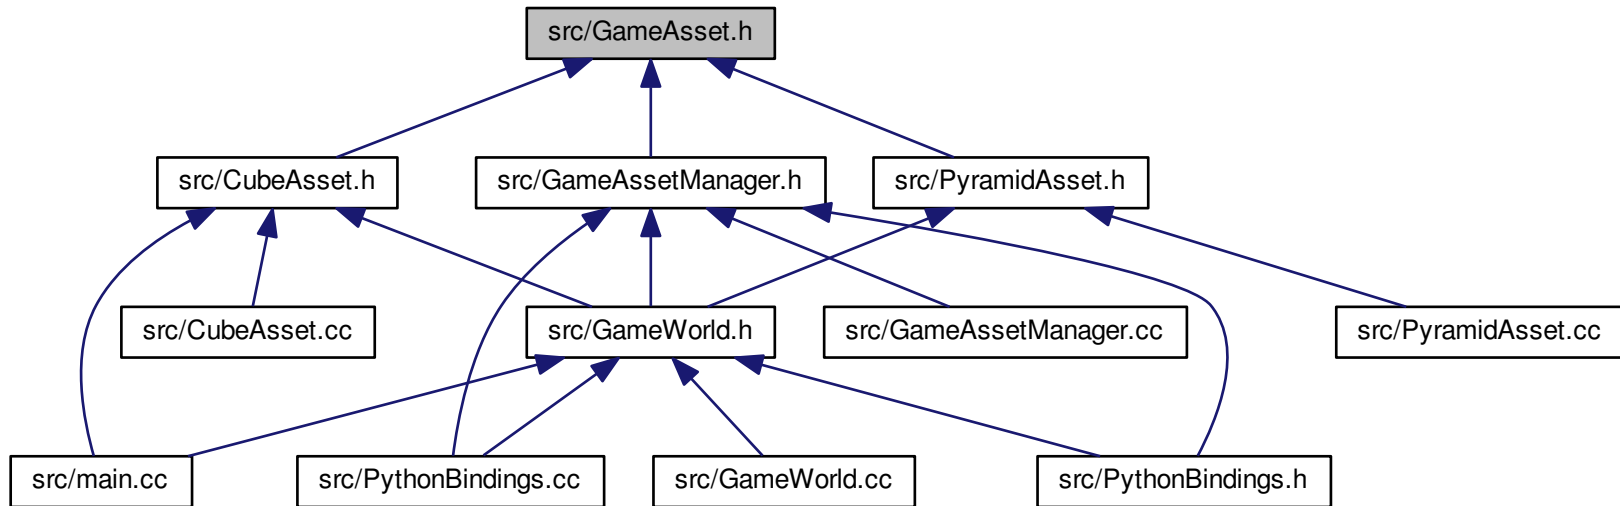 src/GameAsset.h
src/CubeAsset.h
src/GameAssetManager.h
src/PyramidAsset.h
src/CubeAsset.cc
src/GameWorld.h
src/GameAssetManager.cc
src/PyramidAsset.cc
src/main.cc
src/PythonBindings.cc
src/GameWorld.cc
src/PythonBindings.h